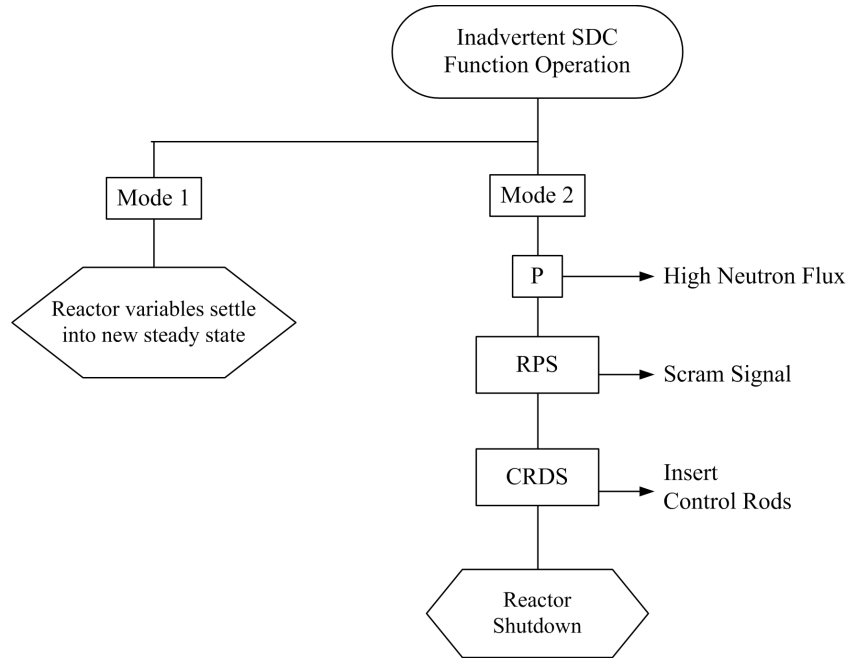 Inadvertent SDC
Function Operation
Mode 1
Mode 2
P
High Neutron Flux
Reactor variables settle
into new steady state
RPS
Scram Signal
CRDS
Insert
Control Rods
Reactor
Shutdown